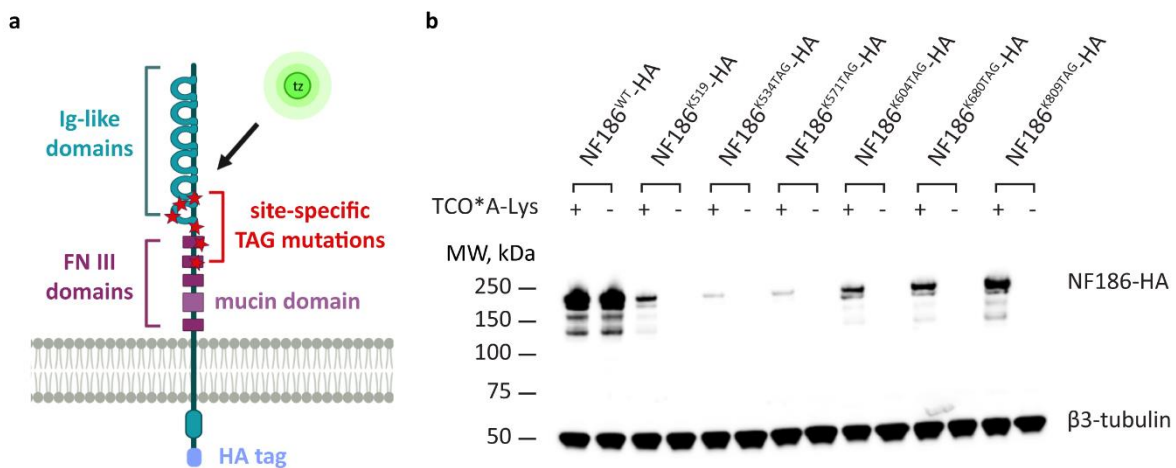 a
tz
Ig-like
domains
site-specific
TAG mutations
FN III
domains
mucin domain
HA tag
b
NF186WT-HA
NF186K519-HA
NF186K534TAG-HA
NF186K571TAG-HA
NF186K604TAG-HA
NF186K680TAG-HA
NF186K809TAG-HA
TCO*A-Lys + - + - + - + - + - + - + -
MW, kDa
250
150
100
75
50
NF186-HA
β3-tubulin